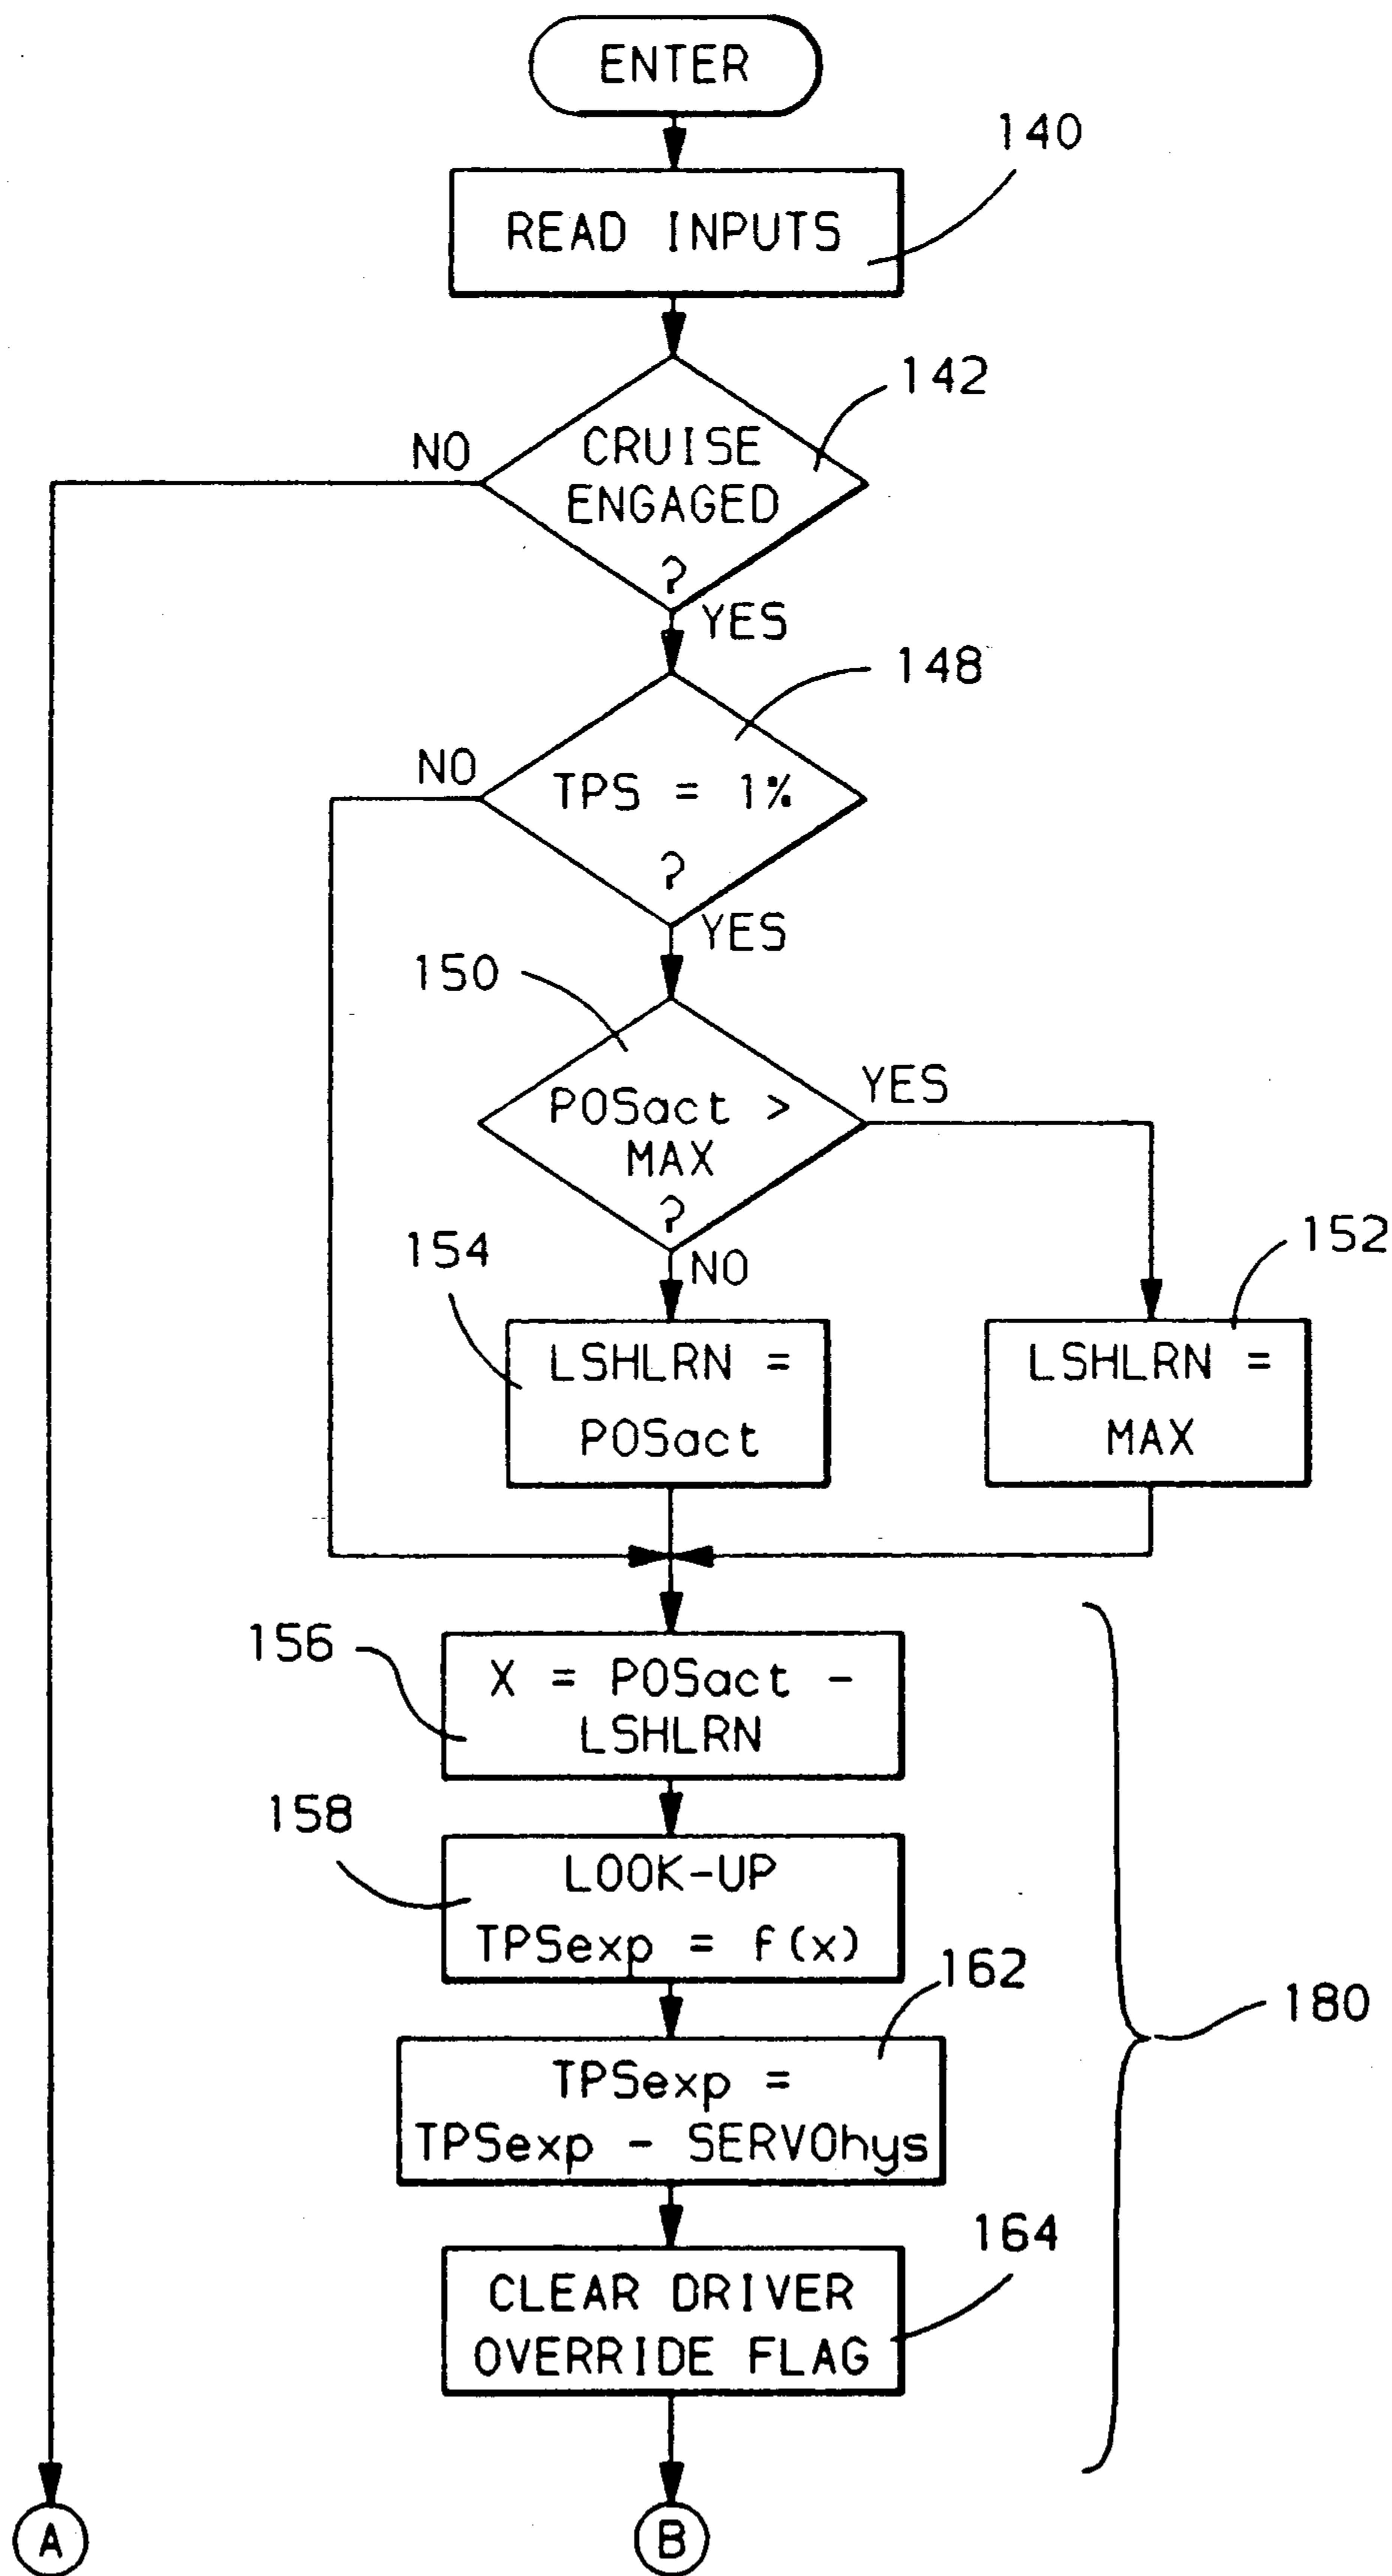 ENTER
140
READ INPUTS
142
NO
CRUISE
ENGAGED
?
YES
148
NO
TPS = 1%
?
YES
150
POSact >
MAX
?
YES
NO
154
152
LSHLRN =
POSact
LSHLRN =
MAX
156
X = POSact -
LSHLRN
158
LOOK-UP
TPSexp = f(x)
162
180
TPSexp =
TPSexp - SERVOhys
164
CLEAR DRIVER
OVERRIDE FLAG
A
B